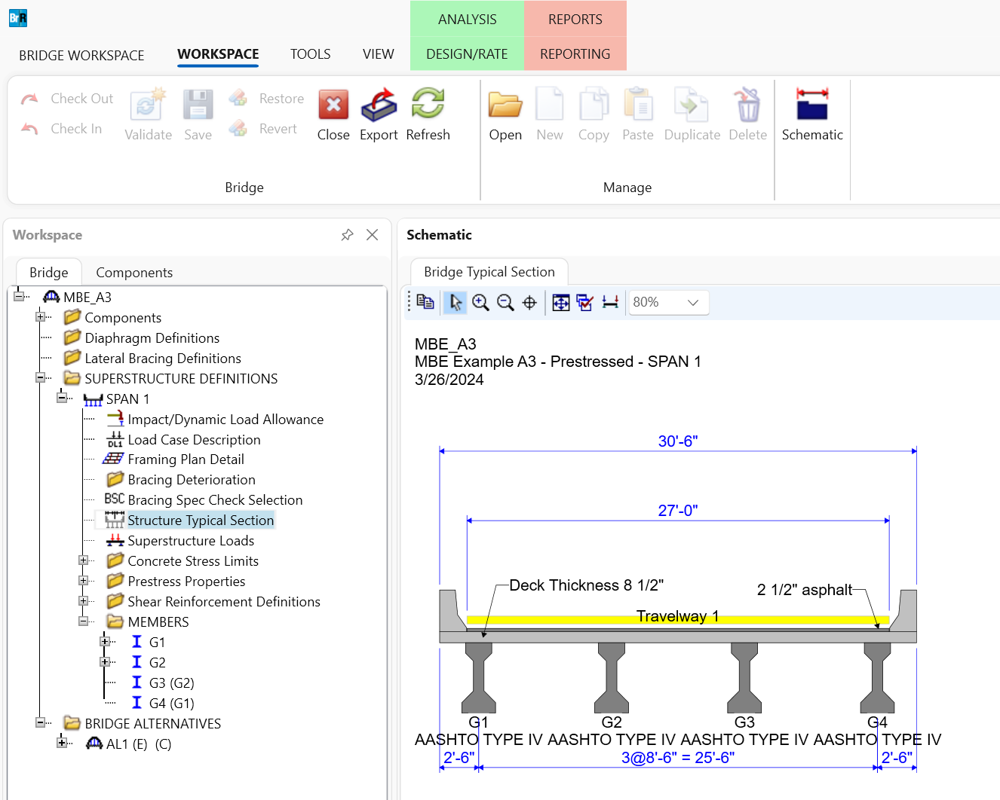 BrR
ANALYSIS REPORTS
BRIDGE WORKSPACE WORKSPACE TOOLS VIEW DESIGN/RATE REPORTING
Check Out
Check In
Validate
Save
Restore
Revert
Close
Export
Refresh
Bridge
Open
New
Copy
Paste
Duplicate
Delete
Manage
Schematic
Workspace
Bridge Components
MBE_A3
Components
Diaphragm Definitions
Lateral Bracing Definitions
SUPERSTRUCTURE DEFINITIONS
SPAN 1
Impact/Dynamic Load Allowance
DL1 Load Case Description
Framing Plan Detail
Bracing Deterioration
BSC Bracing Spec Check Selection
Structure Typical Section
Superstructure Loads
Concrete Stress Limits
Prestress Properties
Shear Reinforcement Definitions
MEMBERS
G1
G2
G3 (G2)
G4 (G1)
BRIDGE ALTERNATIVES
AL1 (E) (C)
Schematic
Bridge Typical Section
80%
MBE_A3
MBE Example A3 - Prestressed - SPAN 1
3/26/2024
30'-6"
27'-0"
Deck Thickness 8 1/2"
2 1/2" asphalt
Travelway 1
G1 G2 G3 G4
AASHTO TYPE IV AASHTO TYPE IV AASHTO TYPE IV AASHTO TYPE IV
2'-6" 3@8'-6" = 25'-6" 2'-6"